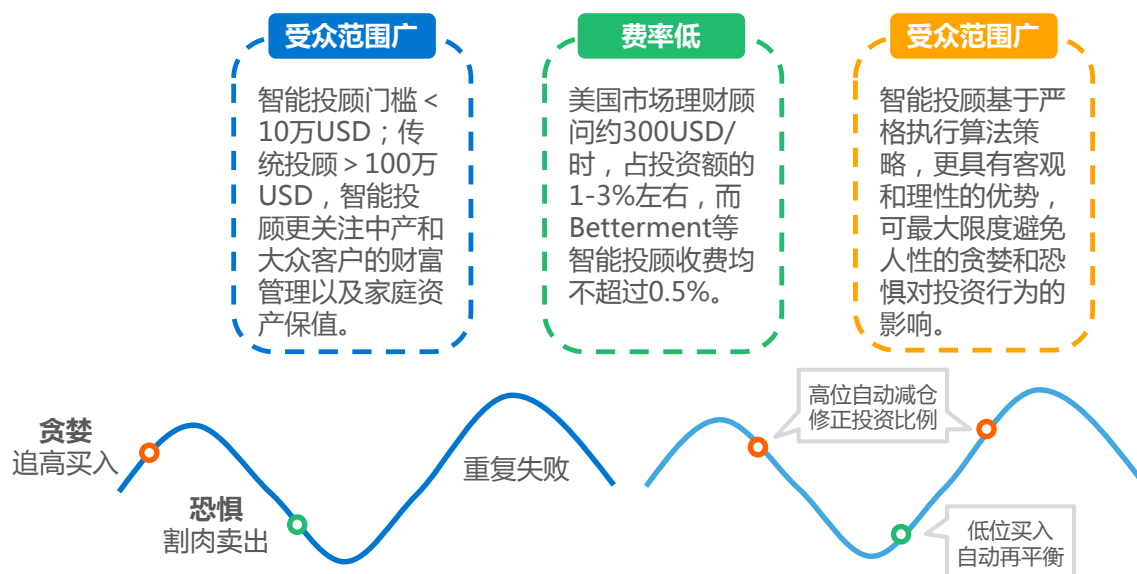 受众范围广
智能投顾门槛＜
10万USD；传
统投顾＞100万
USD，智能投
顾更关注中产和
大众客户的财富
管理以及家庭资
产保值。
费率低
美国市场理财顾
问约300USD/
时，占投资额的
1-3%左右，而
Betterment等
智能投顾收费均
不超过0.5%。
受众范围广
智能投顾基于严
格执行算法策
略，更具有客观
和理性的优势，
可最大限度避免
人性的贪婪和恐
惧对投资行为的
影响。
贪婪
追高买入
恐惧
割肉卖出
重复失败
高位自动减仓
修正投资比例
低位买入
自动再平衡